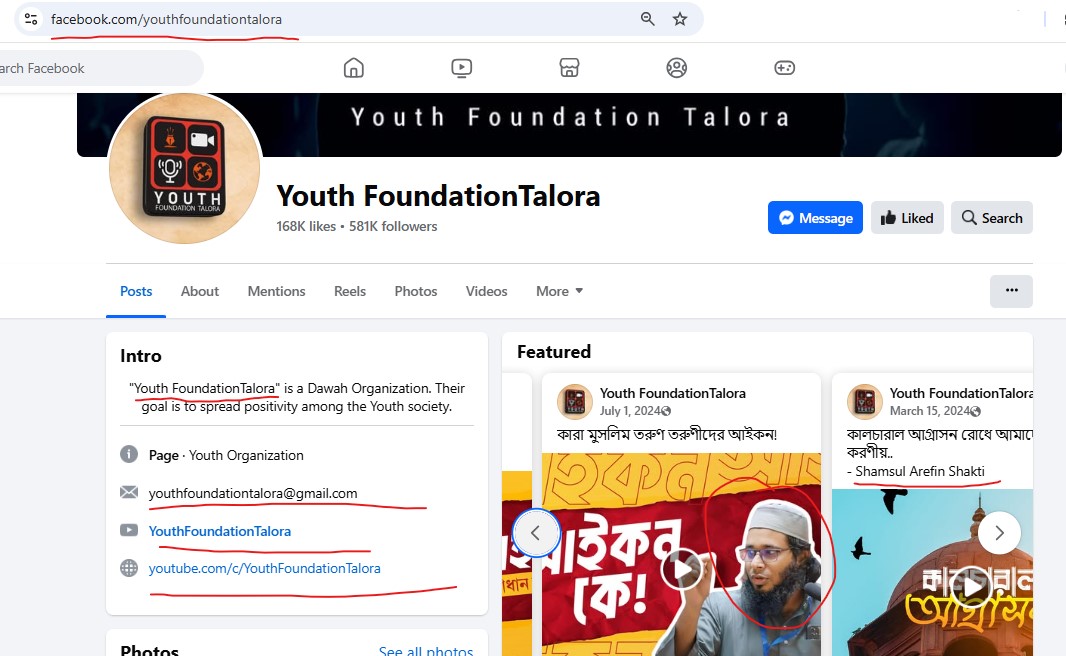 facebook.com/youthfoundationtalora
arch Facebook
Youth Foundation Talora
YOUTH
FOUNDATION TALORA
Youth FoundationTalora
168K likes • 581K followers
Message
Liked
Search
Posts
About
Mentions
Reels
Photos
Videos
More
Intro
"Youth FoundationTalora" is a Dawah Organization. Their
goal is to spread positivity among the Youth society.
Page · Youth Organization
youthfoundationtalora@gmail.com
YouthFoundationTalora
youtube.com/c/YouthFoundationTalora
Photos
See all photos
Featured
Youth FoundationTalora
July 1, 2024
কারা মুসলিম তরুণ তরুণীদের আইকন!
আইকন
কে!
Youth FoundationTalora
March 15, 2024
কালচারাল আগ্রাসন রোধে আমাদে
করণীয়..
- Shamsul Arefin Shakti